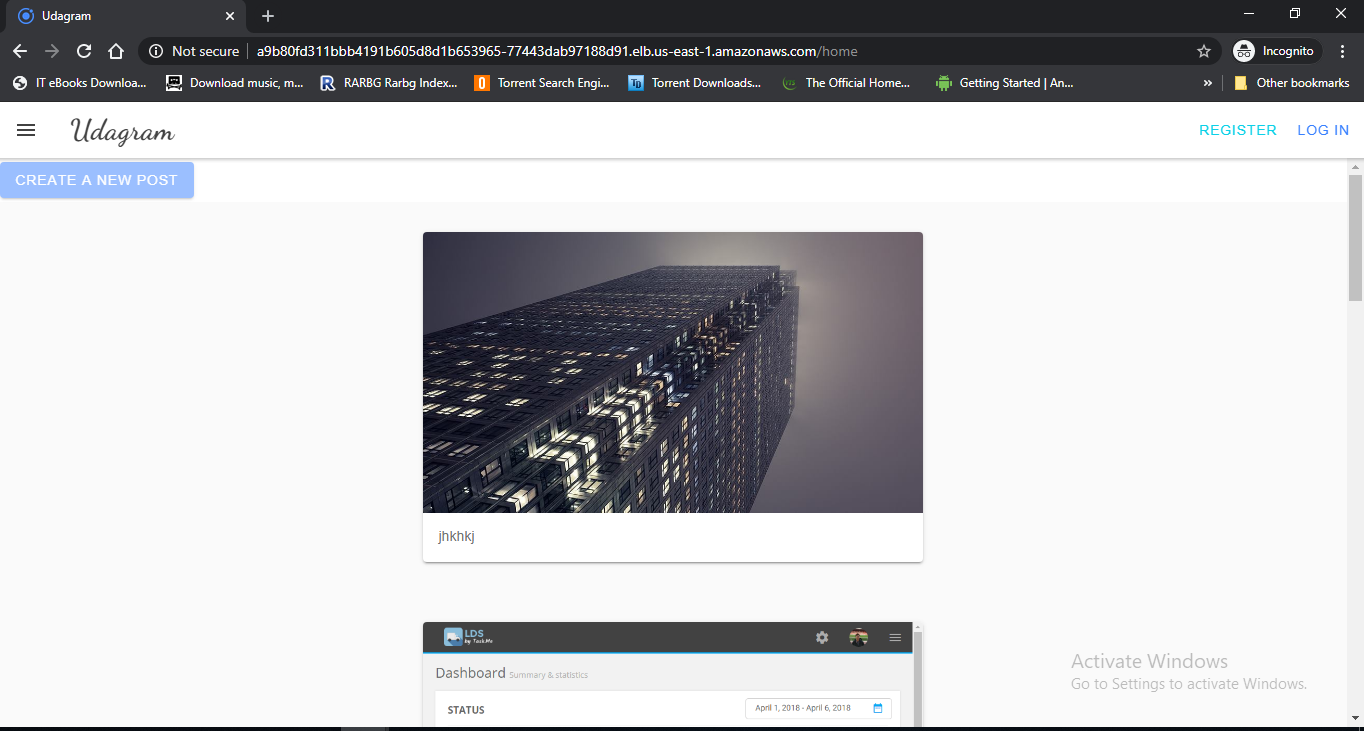 Udagram
Not secure
a9b80fd311bbb4191b605d8d1b653965-77443dab97188d91.elb.us-east-1.amazonaws.com/home
Incognito
IT eBooks Downloa...
Download music, m...
RARBG Rarbg Index...
Torrent Search Engi...
Torrent Downloads...
The Official Home...
Getting Started | An...
»
Other bookmarks
Udagram
REGISTER
LOG IN
CREATE A NEW POST
jhkhkj
LDS
by Task.Me
Dashboard Summary & statistics
STATUS
April 1, 2018 - April 6, 2018
Activate Windows
Go to Settings to activate Windows.